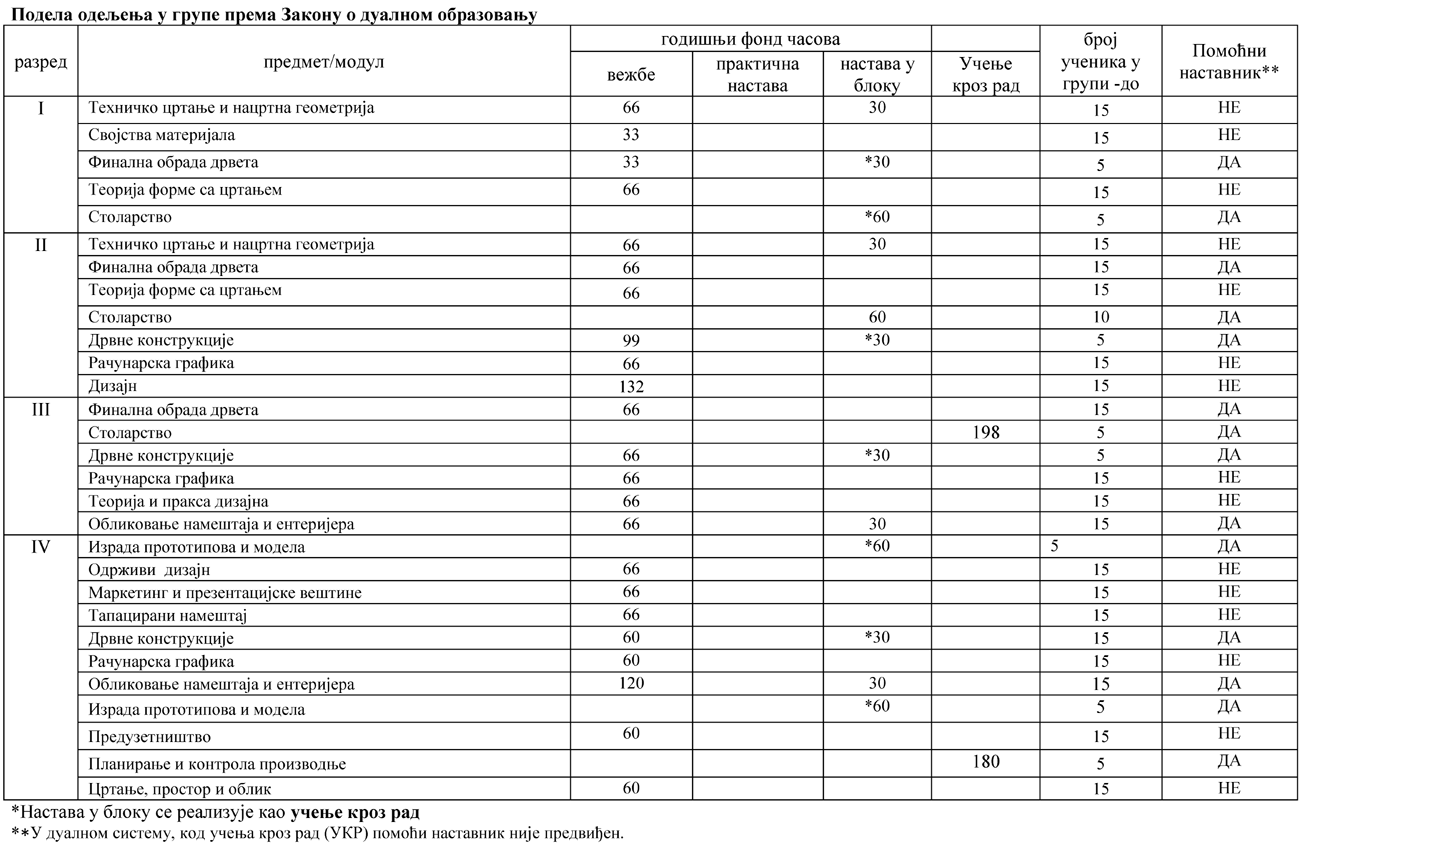 Подела одељења у групе према Закону о дуалном образовању
разред предмет/модул годишњи фонд часова број ученика у групи -до Помоћни наставник**
вежбе практична настава настава у блоку Учење кроз рад
I Техничко цртање и нацртна геометрија 66 30 15 НЕ
Својства материјала 33 15 НЕ
Финална обрада дрвета 33 *30 5 ДА
Теорија форме са цртањем 66 15 НЕ
Столарство *60 5 ДА
II Техничко цртање и нацртна геометрија 66 30 15 НЕ
Финална обрада дрвета 66 15 ДА
Теорија форме са цртањем 66 15 НЕ
Столарство 60 10 ДА
Дрвне конструкције 99 *30 5 ДА
Рачунарска графика 66 15 НЕ
Дизајн 132 15 НЕ
III Финална обрада дрвета 66 15 ДА
Столарство 198 5 ДА
Дрвне конструкције 66 *30 5 ДА
Рачунарска графика 66 15 НЕ
Теорија и пракса дизајна 66 15 НЕ
Обликовање намештаја и ентеријера 66 30 15 ДА
IV Израда прототипова и модела *60 5 ДА
Одрживи дизајн 66 15 НЕ
Маркетинг и презентацијске вештине 66 15 НЕ
Тапацирани намештај 66 15 НЕ
Дрвне конструкције 60 *30 15 ДА
Рачунарска графика 60 15 НЕ
Обликовање намештаја и ентеријера 120 30 15 ДА
Израда прототипова и модела *60 5 ДА
Предузетништво 60 15 НЕ
Планирање и контрола производње 180 5 ДА
Цртање, простор и облик 60 15 НЕ
*Настава у блоку се реализује као учење кроз рад
**У дуалном систему, код учења кроз рад (УКР) помоћи наставник није предвиђен.